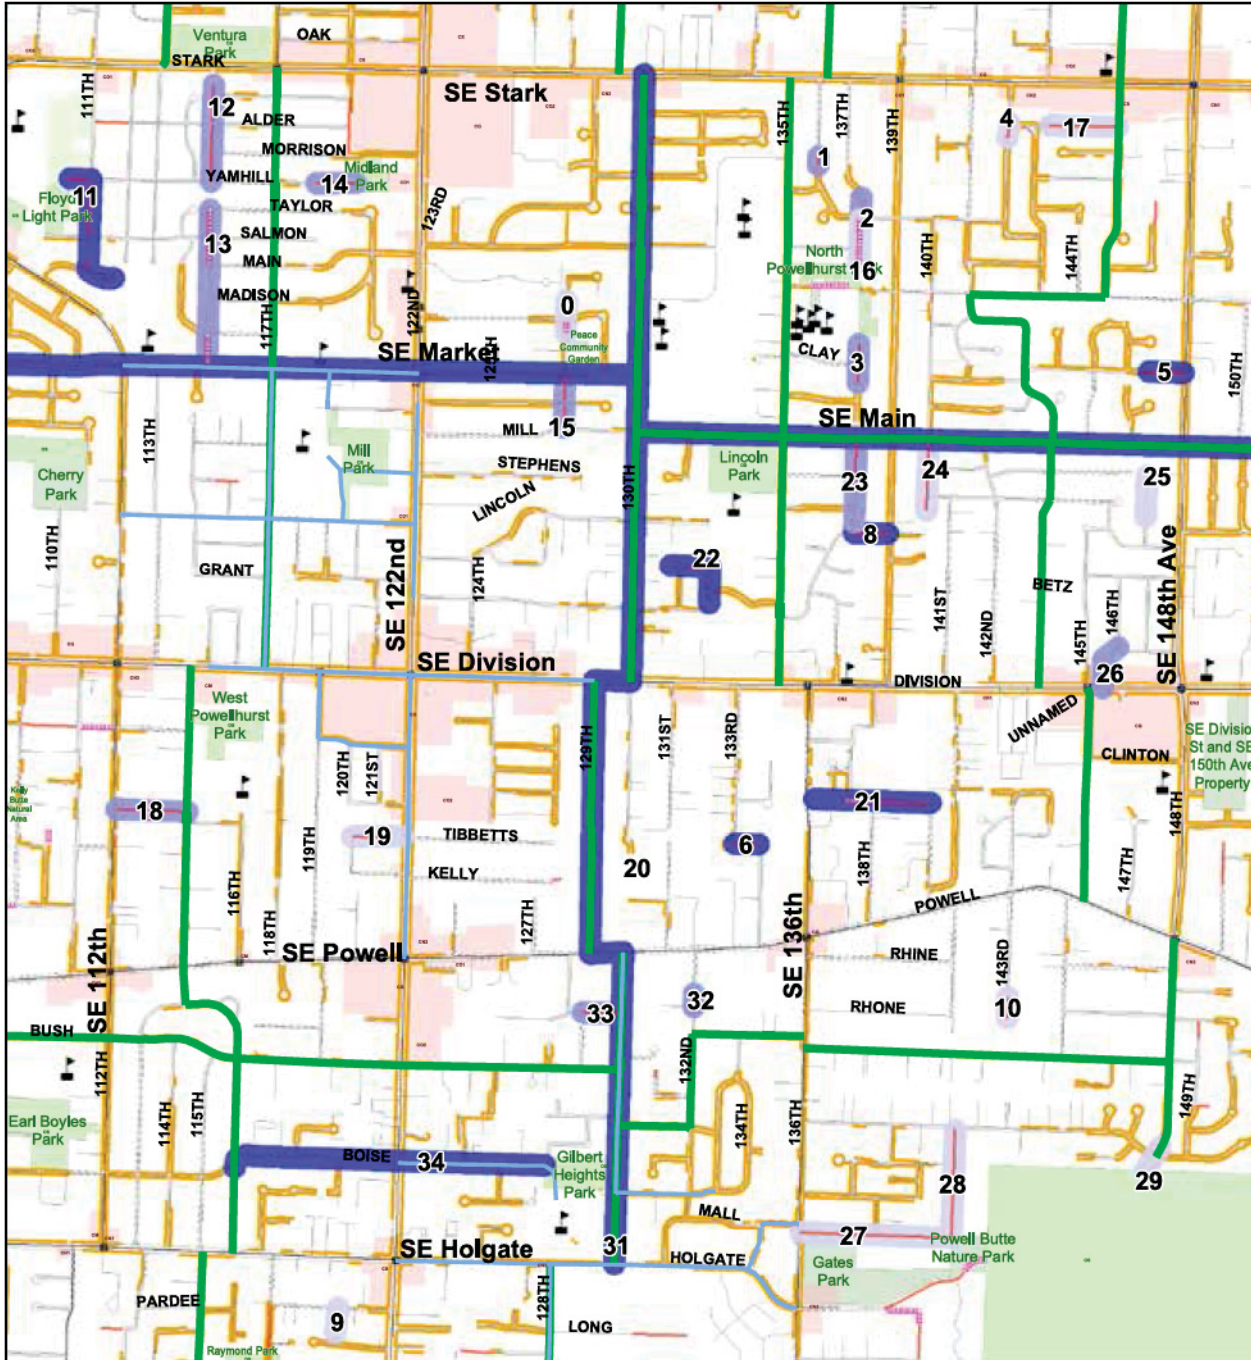 Ventura
Park
OAK
STARK
SE Stark
111TH
12
ALDER
MORRISON
YAMHILL
14
Midland
Park
11
Floyd
Light Park
TAYLOR
13
SALMON
MAIN
MADISON
117TH
123RD
122ND
135TH
137TH
139TH
4
17
1
2
North
Powellhurst
16
140TH
144TH
0
Peace
Community
Garden
SE Market
CLAY
3
5
150TH
SE Main
15
MILL
STEPHENS
LINCOLN
113TH
Mill
Park
Cherry
Park
130TH
Lincoln
Park
23
24
25
8
110TH
GRANT
SE 122nd
124TH
22
141ST
142ND
BETZ
145TH
146TH
SE 148th Ave
SE Division
DIVISION
26
UNNAMED
CLINTON
West
Powellhurst
Park
SE Division
St and SE
150th Ave
Property
129TH
131ST
133RD
120TH
121ST
Kelly
Butte
Natural
Area
18
19
TIBBETTS
KELLY
20
6
21
138TH
147TH
148TH
119TH
116TH
118TH
127TH
POWELL
SE Powell
SE 112th
SE 136th
RHINE
RHONE
143RD
10
33
32
BUSH
112TH
114TH
115TH
132ND
134TH
136TH
149TH
Earl Boyles
Park
BOISE
34
Gilbert
Heights
Park
28
29
MALL
27
Powell Butte
Nature Park
SE Holgate
31
HOLGATE
Gates
Park
PARDEE
9
128TH
LONG
Raymond Park